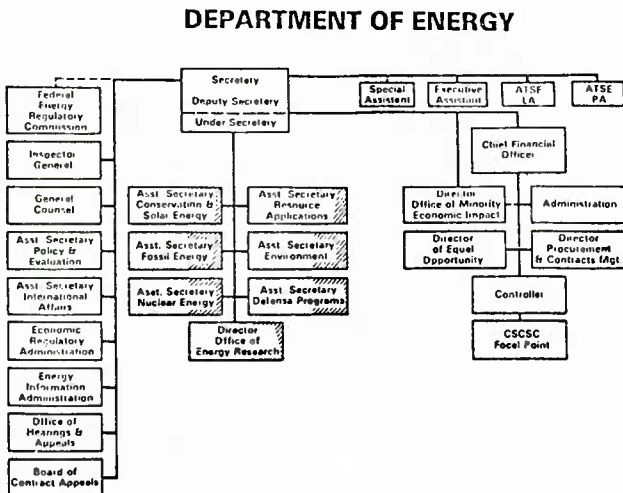 DEPARTMENT OF ENERGY
Secretary
Deputy Secretary
Under Secretary
Special
Assistant
Executive
Assistant
ATSE
LA
ATSE
PA
Federal
Energy
Regulatory
Commission
Inspector
General
General
Counsel
Asst. Secretary
Policy &
Evaluation
Asst. Secretary
International
Affairs
Economic
Regulatory
Administration
Energy
Information
Administration
Office of
Hearings &
Appeals
Board of
Contract Appeals
Asst. Secretary
Conservation &
Solar Energy
Asst. Secretary
Resource
Applications
Asst. Secretary
Fossil Energy
Asst. Secretary
Environment
Asst. Secretary
Nuclear Energy
Asst. Secretary
Defense Programs
Director
Office of
Energy Research
Chief Financial
Officer
Director
Office of Minority
Economic Impact
Administration
Director
of Equel
Opportunity
Director
Procurement
& Contracts Mgt
Controller
CSCSC
Focel Point